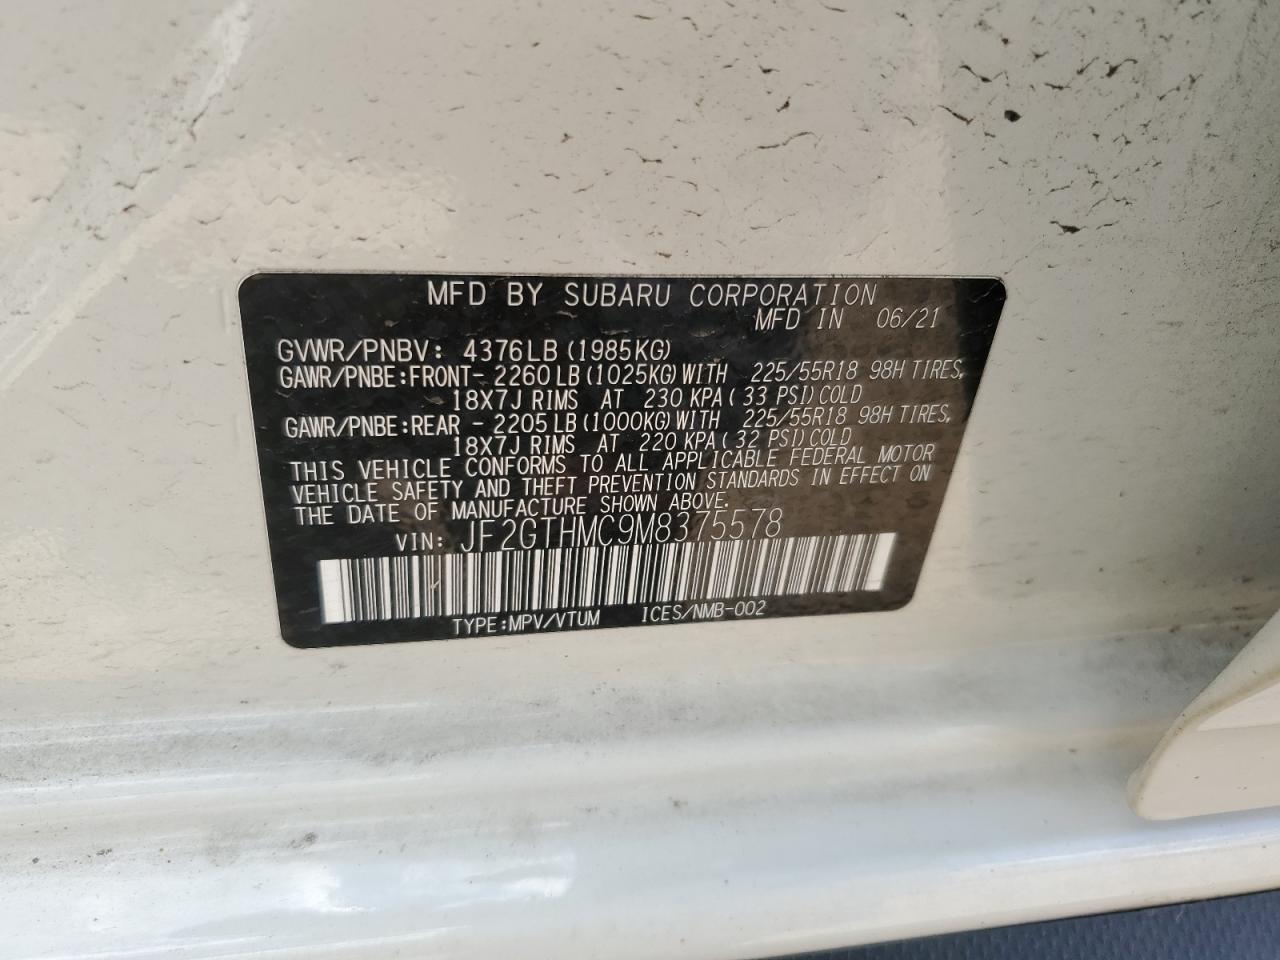 MFD BY SUBARU CORPORATION
MFD IN 06/21
GVWR/PNBV: 4376LB (1985KG)
GAWR/PNBE:FRONT- 2260 LB (1025KG) WITH 225/55R18 98H TIRES,
18X7J RIMS AT 230 KPA ( 33 PSI) COLD
GAWR/PNBE:REAR - 2205 LB (1000KG) WITH 225/55R18 98H TIRES,
18X7J RIMS AT 220 KPA ( 32 PSI) COLD
THIS VEHICLE CONFORMS TO ALL APPLICABLE FEDERAL MOTOR
VEHICLE SAFETY AND THEFT PREVENTION STANDARDS IN EFFECT ON
THE DATE OF MANUFACTURE SHOWN ABOVE.
VIN: JF2GTHMC9M8375578
TYPE:MPV/VTUM ICES/NMB-002